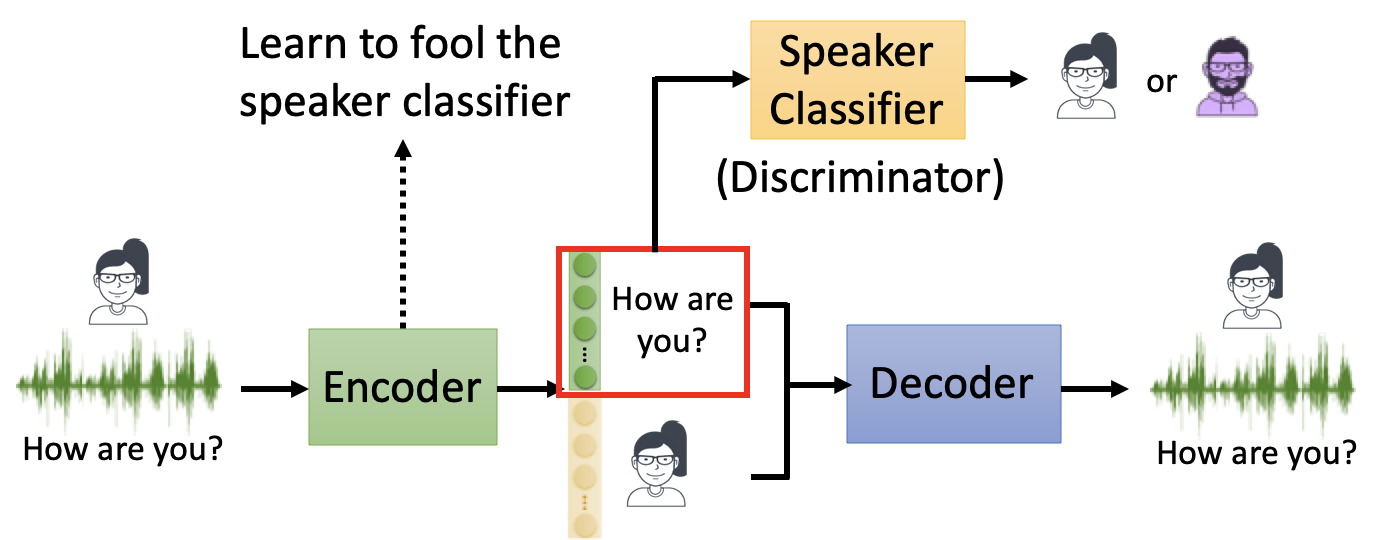 Learn to fool the
speaker classifier
Speaker
Classifier
or
(Discriminator)
How are
you?
Encoder
Decoder
How are you?
How are you?